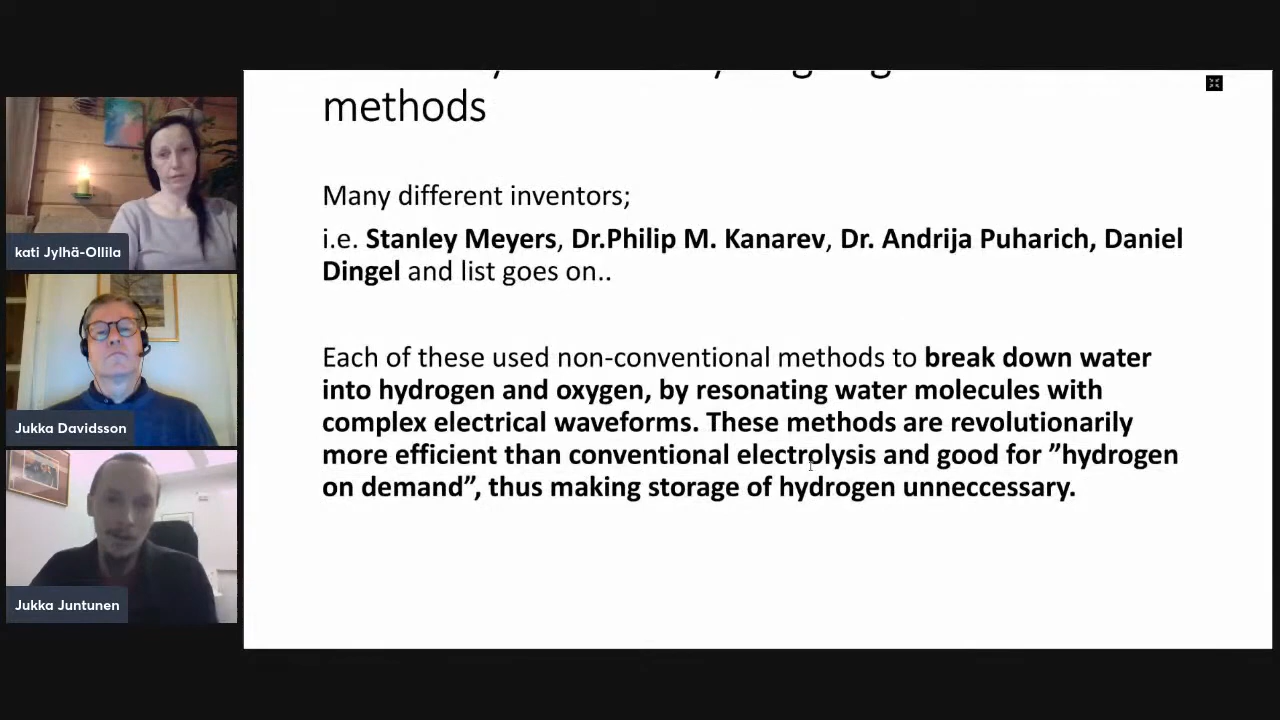 methods
Many different inventors;
i.e. Stanley Meyers, Dr.Philip M. Kanarev, Dr. Andrija Puharich, Daniel
Dingel and list goes on..
Each of these used non-conventional methods to break down water
into hydrogen and oxygen, by resonating water molecules with
complex electrical waveforms. These methods are revolutionarily
more efficient than conventional electrolysis and good for ”hydrogen
on demand”, thus making storage of hydrogen unneccessary.
kati Jylhä-Ollila
Jukka Davidsson
Jukka Juntunen